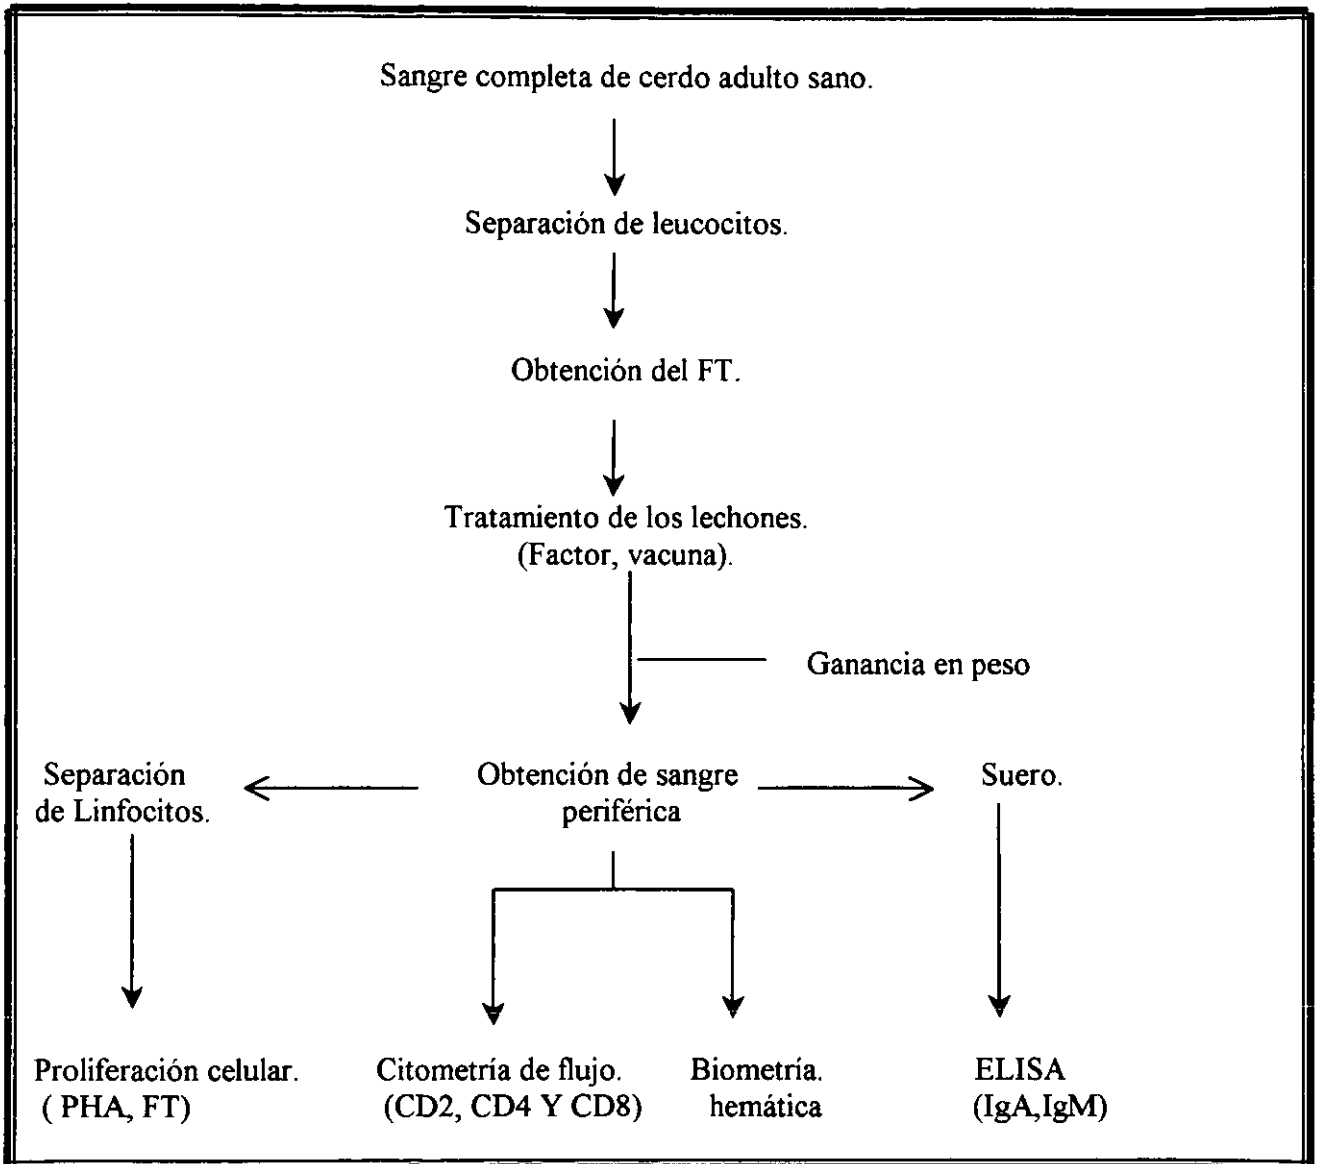 Sangre completa de cerdo adulto sano.
Separación de leucocitos.
Obtención del FT.
Tratamiento de los lechones.
(Factor, vacuna).
Ganancia en peso
Separación
de Linfocitos.
Obtención de sangre
periférica
Suero.
Proliferación celular.
( PHA, FT)
Citometría de flujo.
(CD2, CD4 Y CD8)
Biometría.
hemática
ELISA
(IgA,IgM)